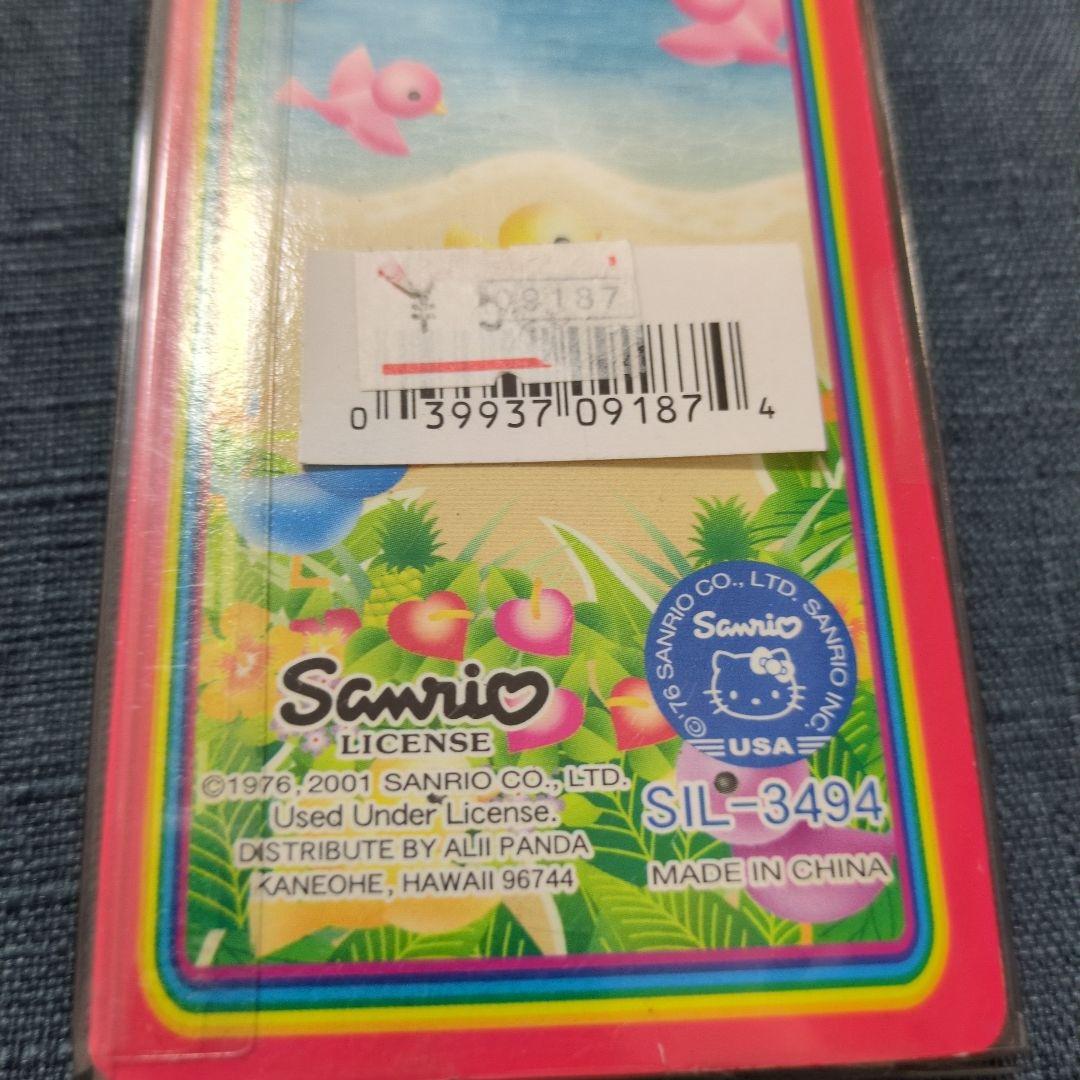 ¥ 5
09187
0 39937 09187 4
©'76 SANRIO CO., LTD. SANRIO INC.
Sanrio
USA
Sanrio
LICENSE
©1976, 2001 SANRIO CO., LTD.
Used Under License.
DISTRIBUTE BY ALII PANDA
KANEOHE, HAWAII 96744
SIL-3494
MADE IN CHINA